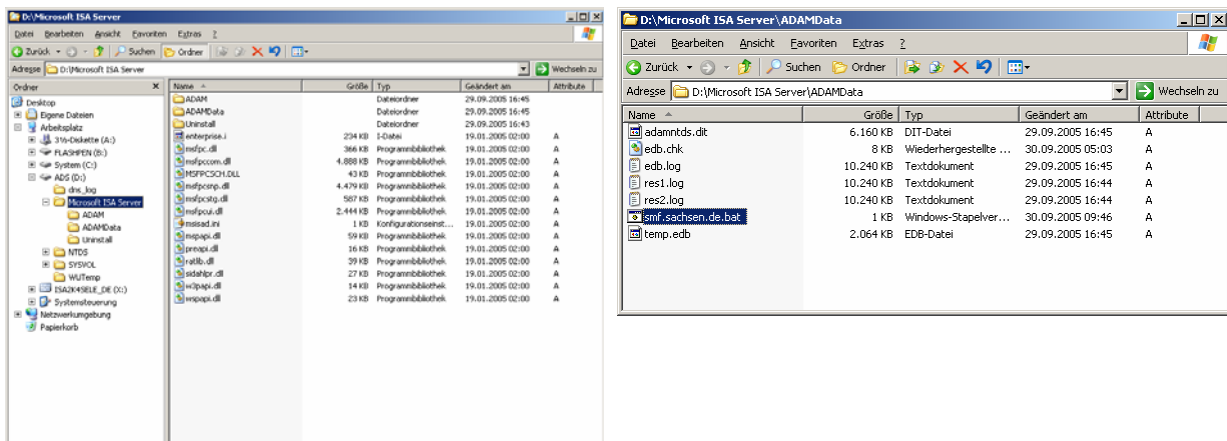 D:\Microsoft ISA Server
Datei Bearbeiten Ansicht Favoriten Extras ?
Zurück Suchen Ordner
Adresse D:\Microsoft ISA Server Wechseln zu
Ordner
Desktop
Eigene Dateien
Arbeitsplatz
3½-Diskette (A:)
FLASHPEN (B:)
System (C:)
ADS (D:)
dns_log
Microsoft ISA Server
ADAM
ADAMData
Uninstall
NTDS
SYSVOL
WUTemp
ISA2K4SELE_DE (X:)
Systemsteuerung
Netzwerkumgebung
Papierkorb
Name Größe Typ Geändert am Attribute
ADAM Dateiordner 29.09.2005 16:45
ADAMData Dateiordner 29.09.2005 16:45
Uninstall Dateiordner 29.09.2005 16:43
enterprise.i 234 KB I-Datei 19.01.2005 02:00 A
msfpc.dll 366 KB Programmbibliothek 19.01.2005 02:00 A
msfpccom.dll 4.888 KB Programmbibliothek 19.01.2005 02:00 A
MSFPCSCH.DLL 43 KB Programmbibliothek 19.01.2005 02:00 A
msfpcsnp.dll 4.479 KB Programmbibliothek 19.01.2005 02:00 A
msfpcstg.dll 587 KB Programmbibliothek 19.01.2005 02:00 A
msfpcui.dll 2.444 KB Programmbibliothek 19.01.2005 02:00 A
msisad.ini 1 KB Konfigurationseinst... 19.01.2005 02:00 A
mspapi.dll 59 KB Programmbibliothek 19.01.2005 02:00 A
preapi.dll 16 KB Programmbibliothek 19.01.2005 02:00 A
ratlib.dll 39 KB Programmbibliothek 19.01.2005 02:00 A
sidahlpr.dll 27 KB Programmbibliothek 19.01.2005 02:00 A
w3papi.dll 14 KB Programmbibliothek 19.01.2005 02:00 A
wspapi.dll 23 KB Programmbibliothek 19.01.2005 02:00 A
D:\Microsoft ISA Server\ADAMData
Datei Bearbeiten Ansicht Favoriten Extras ?
Zurück Suchen Ordner
Adresse D:\Microsoft ISA Server\ADAMData Wechseln zu
Name Größe Typ Geändert am Attribute
adamntds.dit 6.160 KB DIT-Datei 29.09.2005 16:45 A
edb.chk 8 KB Wiederhergestellte ... 30.09.2005 05:03 A
edb.log 10.240 KB Textdokument 29.09.2005 16:45 A
res1.log 10.240 KB Textdokument 29.09.2005 16:44 A
res2.log 10.240 KB Textdokument 29.09.2005 16:44 A
smf.sachsen.de.bat 1 KB Windows-Stapelver... 30.09.2005 09:46 A
temp.edb 2.064 KB EDB-Datei 29.09.2005 16:45 A